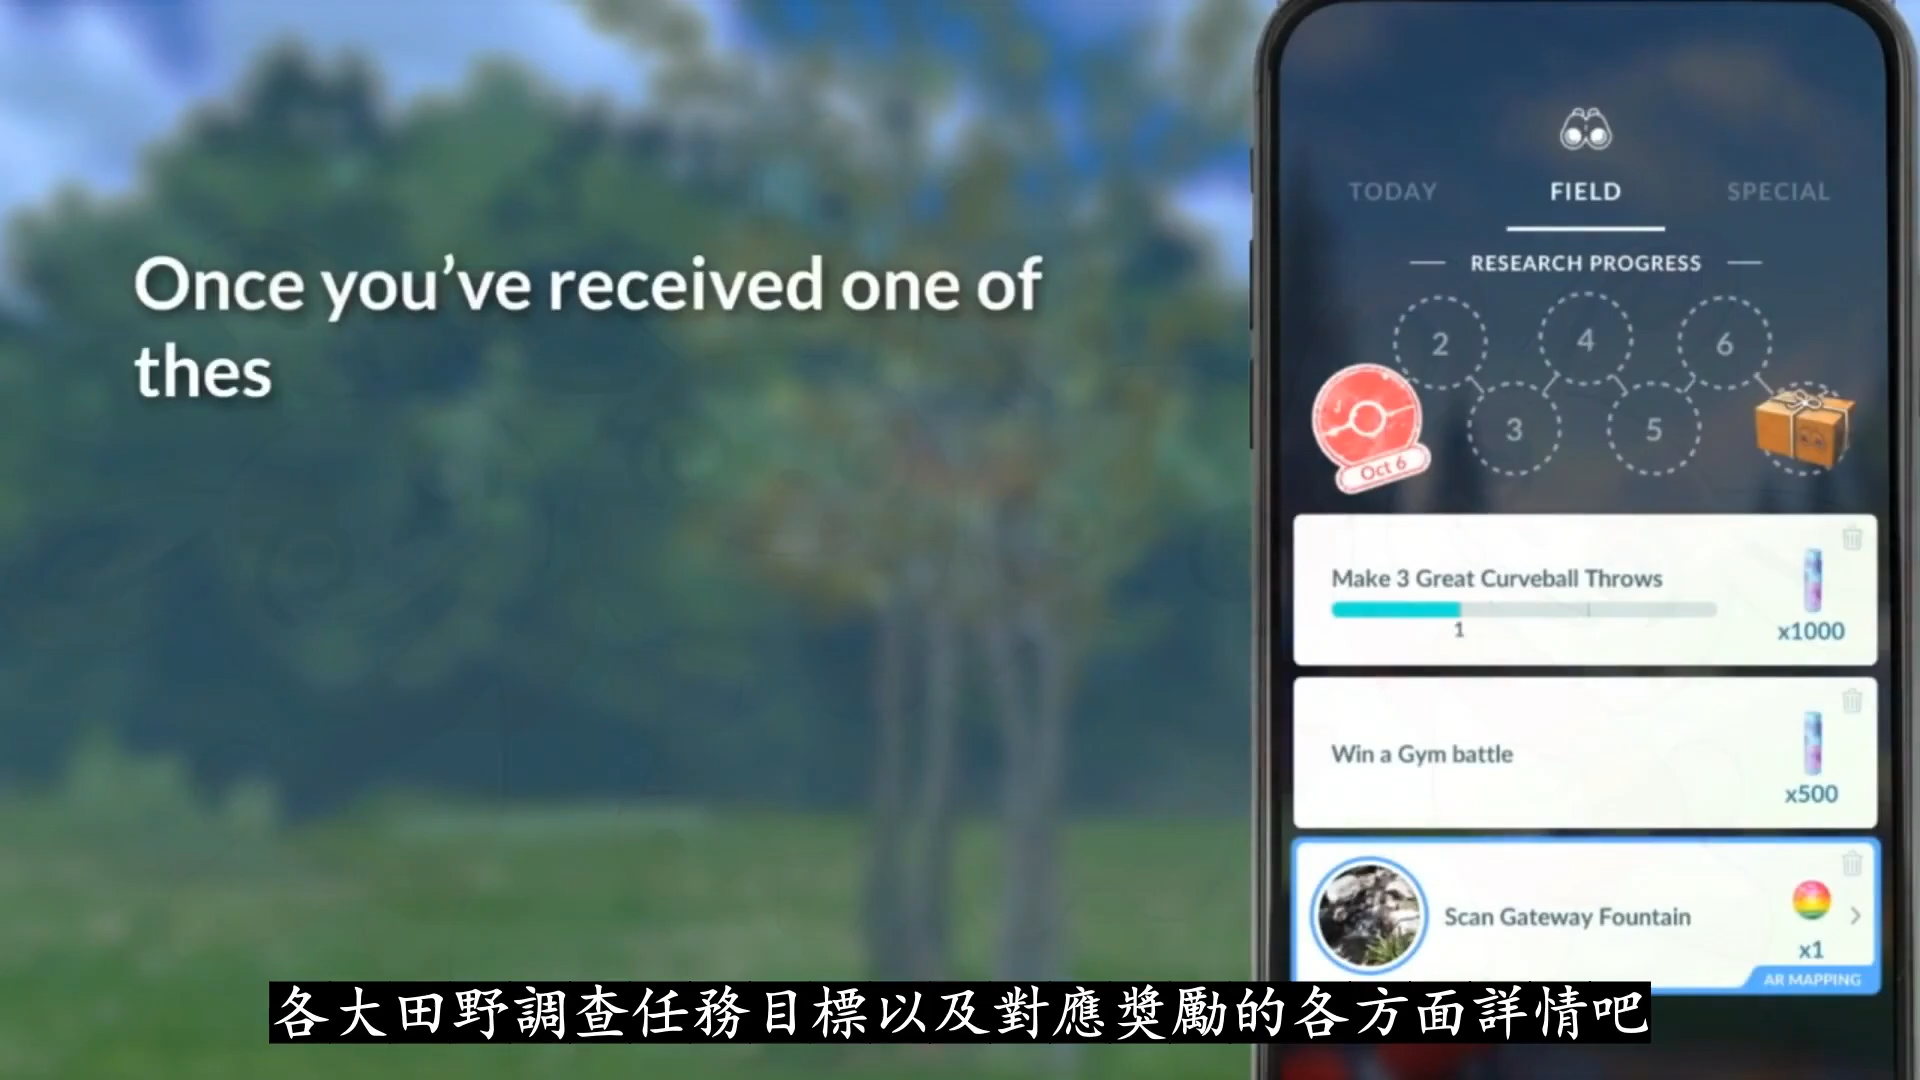 Once you've received one of
thes
TODAY
FIELD
SPECIAL
RESEARCH PROGRESS
2
4
6
3
5
Oct 6
Make 3 Great Curveball Throws
1
x1000
Win a Gym battle
x500
Scan Gateway Fountain
x1
AR MAPPING
各大田野調查任務目標以及對應獎勵的各方面詳情吧